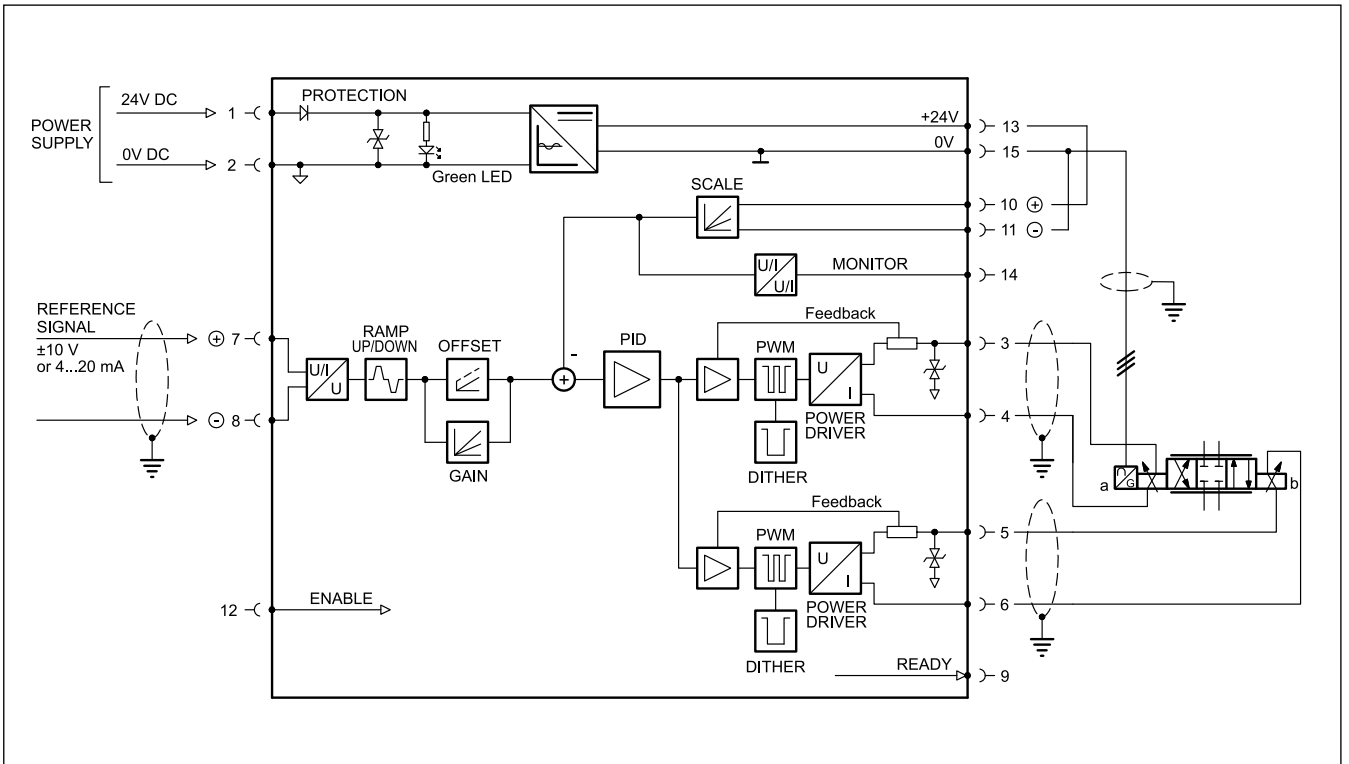 POWER
SUPPLY
24V DC
1
0V DC
2
PROTECTION
Green LED
+24V
13
0V
15
SCALE
10 +
11 -
U/I
U/I
MONITOR
14
REFERENCE
SIGNAL
±10 V
or 4...20 mA
+ 7
- 8
U/I
U
RAMP
UP/DOWN
OFFSET
GAIN
-
+
PID
Feedback
PWM
U
I
POWER
DRIVER
DITHER
3
4
Feedback
PWM
U
I
POWER
DRIVER
DITHER
5
6
a
G
b
12
ENABLE
READY
9